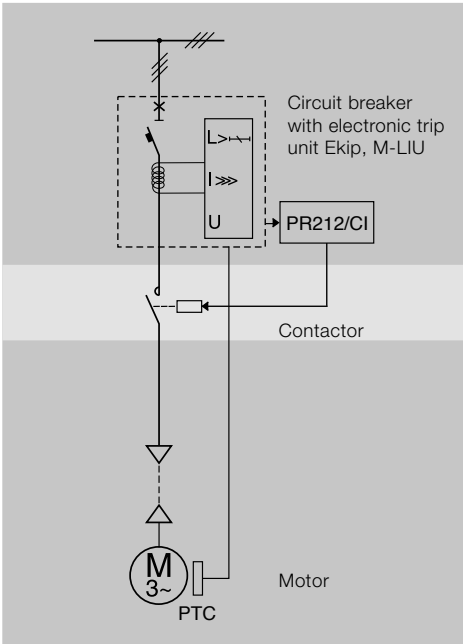 Circuit breaker
with electronic trip
unit Ekip, M-LIU
L>
I >>>
U
PR212/CI
Contactor
M
3~
Motor
PTC